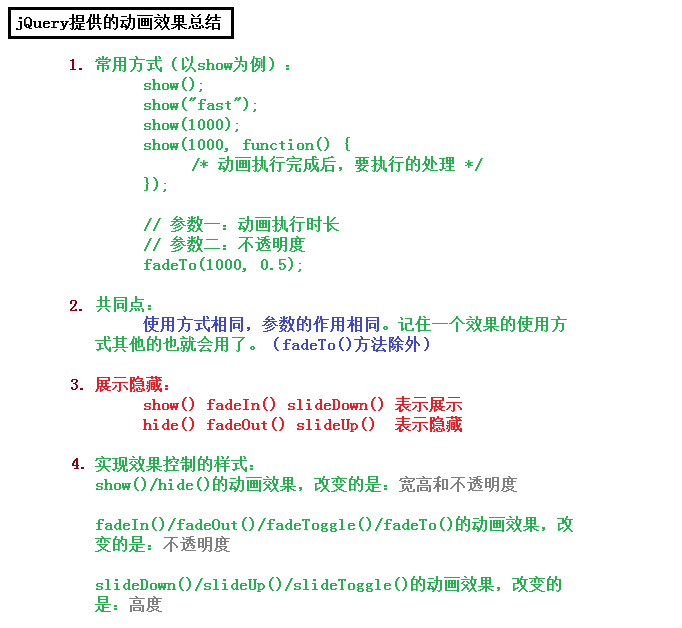 jQuery提供的动画效果总结
1. 常用方式（以show为例）:
show();
show("fast");
show(1000);
show(1000, function() {
/* 动画执行完成后，要执行的处理 */
});
// 参数一：动画执行时长
// 参数二：不透明度
fadeTo(1000, 0.5);
2. 共同点：
使用方式相同，参数的作用相同。记住一个效果的使用方
式其他的也就会用了。（fadeTo()方法除外）
3. 展示隐藏：
show() fadeIn() slideDown() 表示展示
hide() fadeOut() slideUp() 表示隐藏
4. 实现效果控制的样式：
show()/hide()的动画效果，改变的是：宽高和不透明度
fadeIn()/fadeOut()/fadeToggle()/fadeTo()的动画效果，改
变的是：不透明度
slideDown()/slideUp()/slideToggle()的动画效果，改变的
是：高度